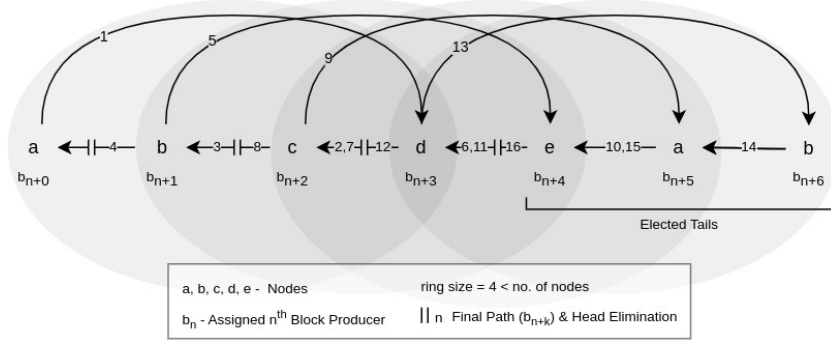 1 5 9 13
a 4 b 3 8 c 2,7 12 d 6,11 16 e 10,15 a 14 b
bn+0 bn+1 bn+2 bn+3 bn+4 bn+5 bn+6
Elected Tails
a, b, c, d, e - Nodes
ring size = 4 < no. of nodes
bn - Assigned nth Block Producer
|| n Final Path (bn+k) & Head Elimination